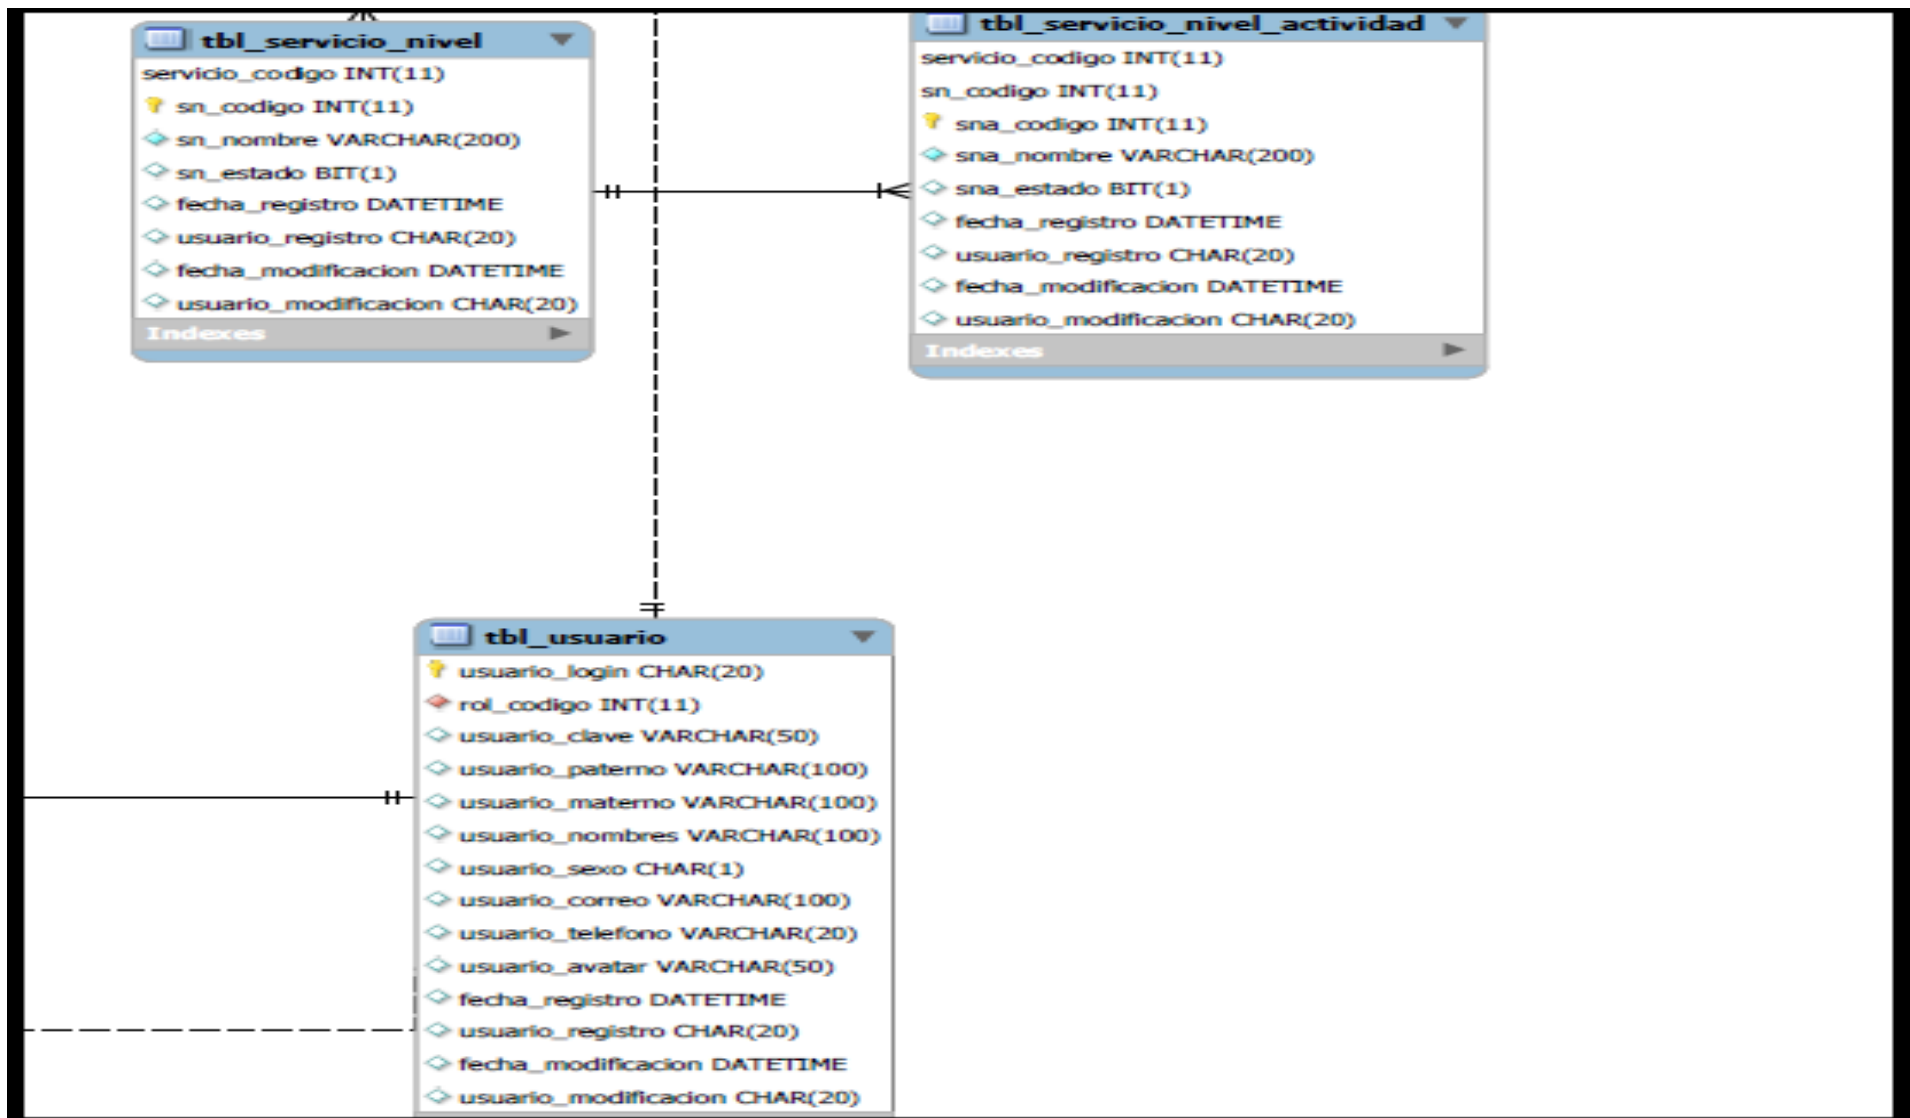 tbl_servicio_nivel
servicio_codigo INT(11)
sn_codigo INT(11)
sn_nombre VARCHAR(200)
sn_estado BIT(1)
fecha_registro DATETIME
usuario_registro CHAR(20)
fecha_modificacion DATETIME
usuario_modificacion CHAR(20)
Indexes
tbl_servicio_nivel_actividad
servicio_codigo INT(11)
sn_codigo INT(11)
sna_codigo INT(11)
sna_nombre VARCHAR(200)
sna_estado BIT(1)
fecha_registro DATETIME
usuario_registro CHAR(20)
fecha_modificacion DATETIME
usuario_modificacion CHAR(20)
Indexes
tbl_usuario
usuario_login CHAR(20)
rol_codigo INT(11)
usuario_clave VARCHAR(50)
usuario_paterno VARCHAR(100)
usuario_materno VARCHAR(100)
usuario_nombres VARCHAR(100)
usuario_sexo CHAR(1)
usuario_correo VARCHAR(100)
usuario_telefono VARCHAR(20)
usuario_avatar VARCHAR(50)
fecha_registro DATETIME
usuario_registro CHAR(20)
fecha_modificacion DATETIME
usuario_modificacion CHAR(20)